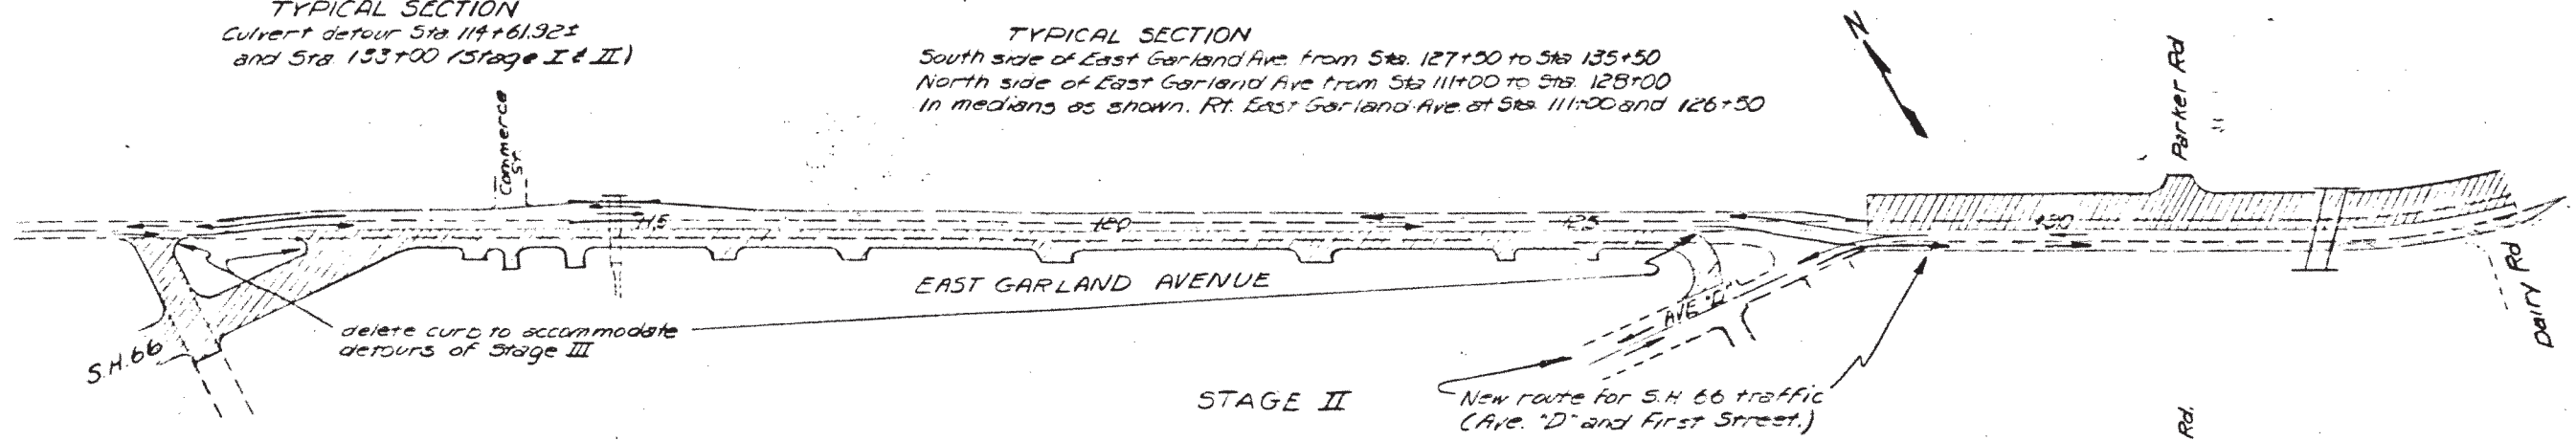 TYPICAL SECTION
Culvert detour Sta. 114+61.92±
and Sta. 133+00 (Stage I & II)
TYPICAL SECTION
South side of East Garland Ave. from Sta. 127+50 to Sta 135+50
North side of East Garland Ave from Sta 111+00 to Sta. 128+00
In medians as shown. Rt. East Garland Ave. at Sta. 111+00 and 126+50
N
Commerce
St.
Parker Rd
115
120
125
130
EAST GARLAND AVENUE
AVE "D"
Dairy Rd
S.H. 66
delete curb to accommodate
detours of Stage III
STAGE II
New route for S.H. 66 traffic
(Ave. "D" and First Street.)
Rd.